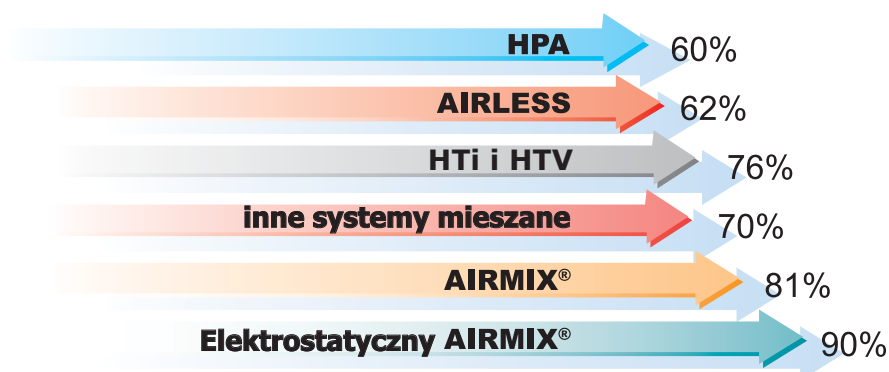 HPA 60%
AIRLESS 62%
HTi i HTV 76%
inne systemy mieszane 70%
AIRMIX® 81%
Elektrostatyczny AIRMIX® 90%